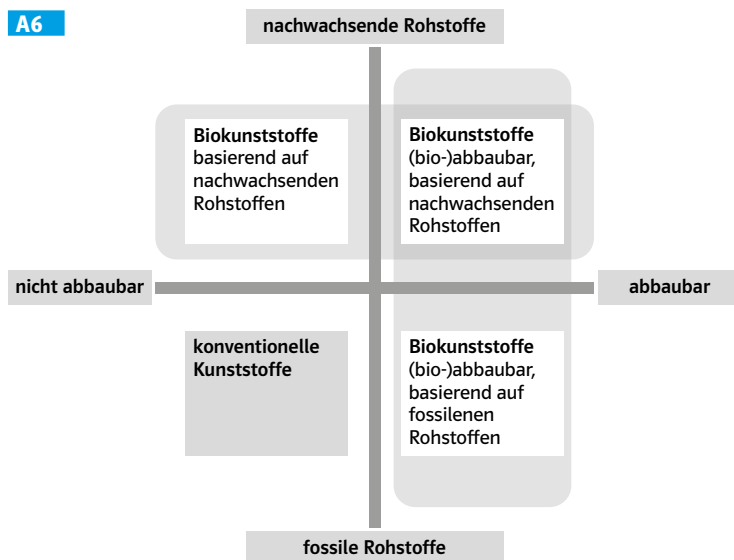 A6
nachwachsende Rohstoffe
Biokunststoffe
basierend auf
nachwachsenden
Rohstoffen
Biokunststoffe
(bio-)abbaubar,
basierend auf
nachwachsenden
Rohstoffen
nicht abbaubar
abbaubar
konventionelle
Kunststoffe
Biokunststoffe
(bio-)abbaubar,
basierend auf
fossilenen
Rohstoffen
fossile Rohstoffe